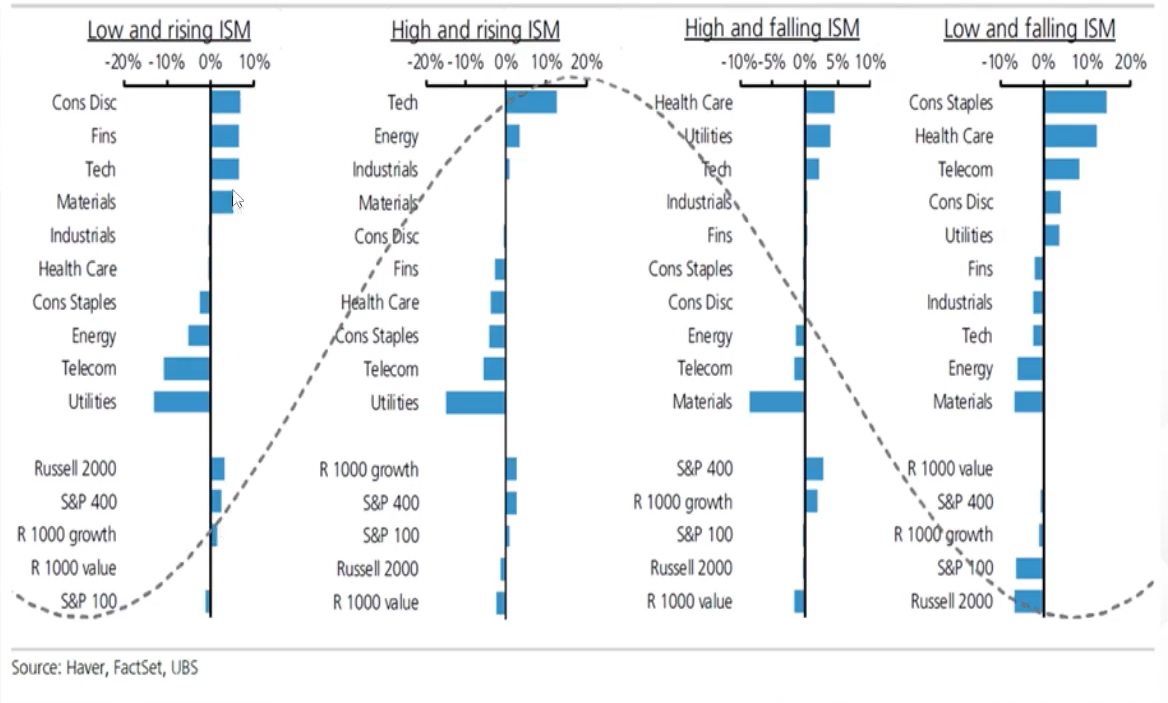 Low and rising ISM
-20% -10% 0% 10%
Cons Disc
Fins
Tech
Materials
Industrials
Health Care
Cons Staples
Energy
Telecom
Utilities
Russell 2000
S&P 400
R 1000 growth
R 1000 value
S&P 100
High and rising ISM
-20% -10% 0% 10% 20%
Tech
Energy
Industrials
Materials
Cons Disc
Fins
Health Care
Cons Staples
Telecom
Utilities
R 1000 growth
S&P 400
S&P 100
Russell 2000
R 1000 value
High and falling ISM
-10%-5% 0% 5% 10%
Health Care
Utilities
Tech
Industrials
Fins
Cons Staples
Cons Disc
Energy
Telecom
Materials
S&P 400
R 1000 growth
S&P 100
Russell 2000
R 1000 value
Low and falling ISM
-10% 0% 10% 20%
Cons Staples
Health Care
Telecom
Cons Disc
Utilities
Fins
Industrials
Tech
Energy
Materials
R 1000 value
S&P 400
R 1000 growth
S&P 100
Russell 2000
Source: Haver, FactSet, UBS